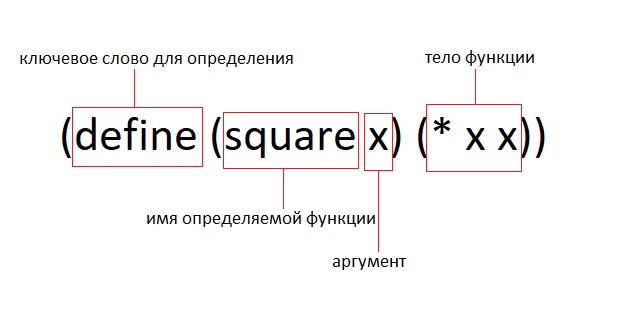 ключевое слово для определения
тело функции
(define (square x) (* x x))
имя определяемой функции
аргумент